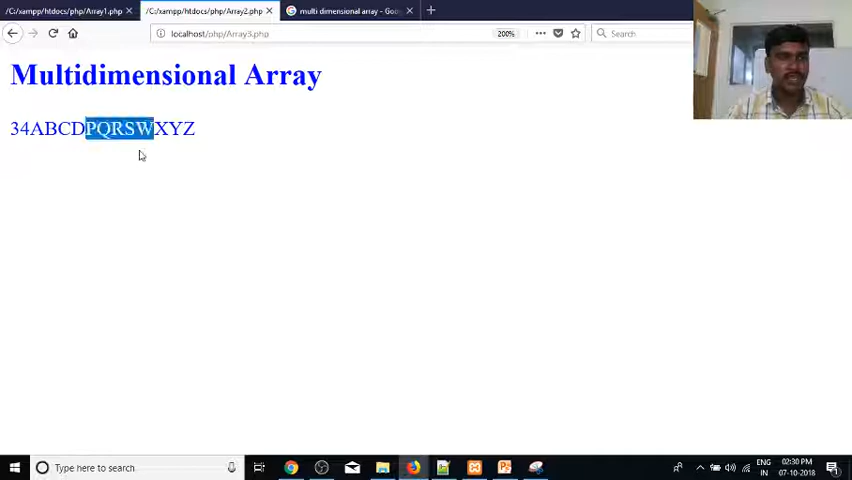 /C:/xampp/htdocs/php/Array1.php
/C:/xampp/htdocs/php/Array2.php
multi dimensional array - Goo
localhost/php/Array3.php
200%
Search
Multidimensional Array
34ABCDPQRSWXYZ
Type here to search
ENG
IN
02:30 PM
07-10-2018